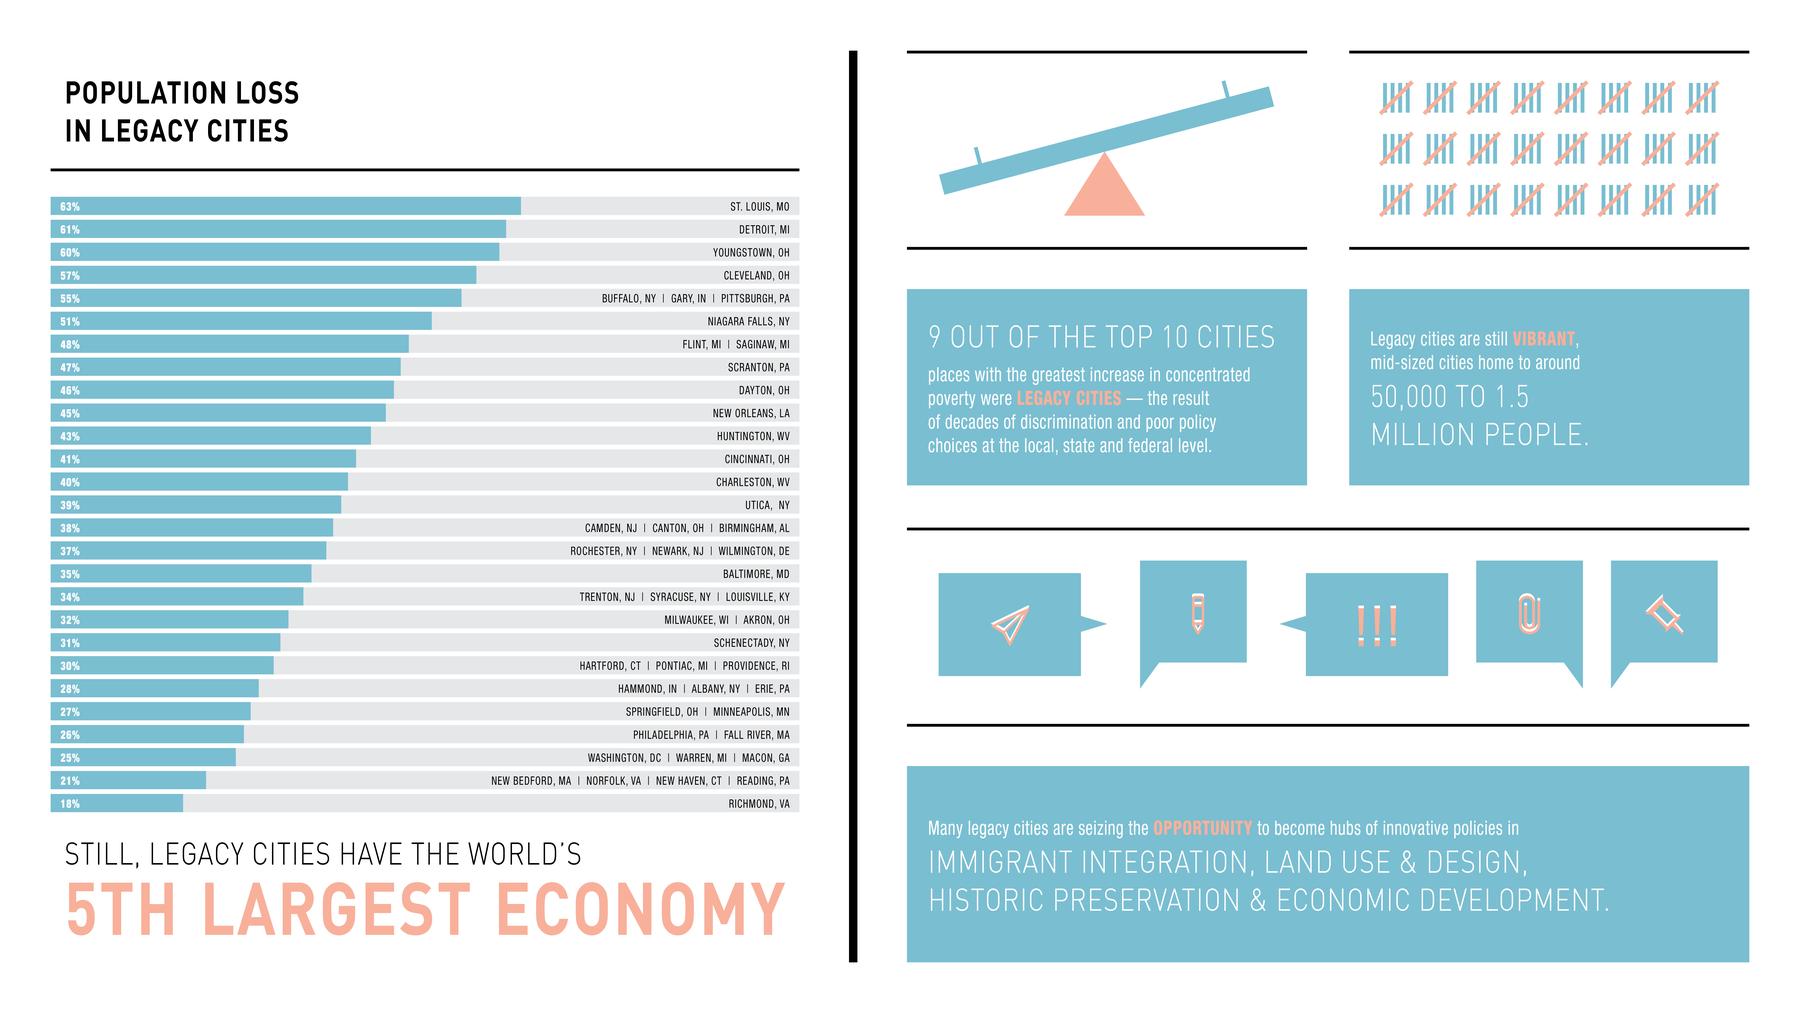 POPULATION LOSS
IN LEGACY CITIES
63% ST. LOUIS, MO
61% DETROIT, MI
60% YOUNGSTOWN, OH
57% CLEVELAND, OH
55% BUFFALO, NY | GARY, IN | PITTSBURGH, PA
51% NIAGARA FALLS, NY
48% FLINT, MI | SAGINAW, MI
47% SCRANTON, PA
46% DAYTON, OH
45% NEW ORLEANS, LA
43% HUNTINGTON, WV
41% CINCINNATI, OH
40% CHARLESTON, WV
39% UTICA, NY
38% CAMDEN, NJ | CANTON, OH | BIRMINGHAM, AL
37% ROCHESTER, NY | NEWARK, NJ | WILMINGTON, DE
35% BALTIMORE, MD
34% TRENTON, NJ | SYRACUSE, NY | LOUISVILLE, KY
32% MILWAUKEE, WI | AKRON, OH
31% SCHENECTADY, NY
30% HARTFORD, CT | PONTIAC, MI | PROVIDENCE, RI
28% HAMMOND, IN | ALBANY, NY | ERIE, PA
27% SPRINGFIELD, OH | MINNEAPOLIS, MN
26% PHILADELPHIA, PA | FALL RIVER, MA
25% WASHINGTON, DC | WARREN, MI | MACON, GA
21% NEW BEDFORD, MA | NORFOLK, VA | NEW HAVEN, CT | READING, PA
18% RICHMOND, VA
STILL, LEGACY CITIES HAVE THE WORLD'S
5TH LARGEST ECONOMY
9 OUT OF THE TOP 10 CITIES
places with the greatest increase in concentrated
poverty were LEGACY CITIES — the result
of decades of discrimination and poor policy
choices at the local, state and federal level.
Legacy cities are still VIBRANT,
mid-sized cities home to around
50,000 TO 1.5
MILLION PEOPLE.
!!!
Many legacy cities are seizing the OPPORTUNITY to become hubs of innovative policies in
IMMIGRANT INTEGRATION, LAND USE & DESIGN,
HISTORIC PRESERVATION & ECONOMIC DEVELOPMENT.